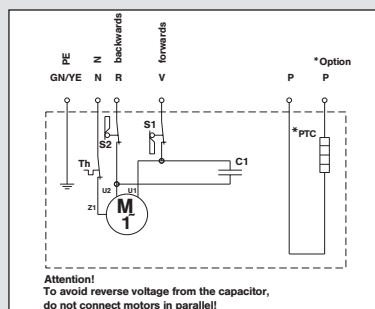 PE
N
backwards
forwards
*Option
GN/YE N R V P P
S1
S2
*PTC
Th
C1
U2 U1
Z1
M
1~
Attention!
To avoid reverse voltage from the capacitor,
do not connect motors in parallel!